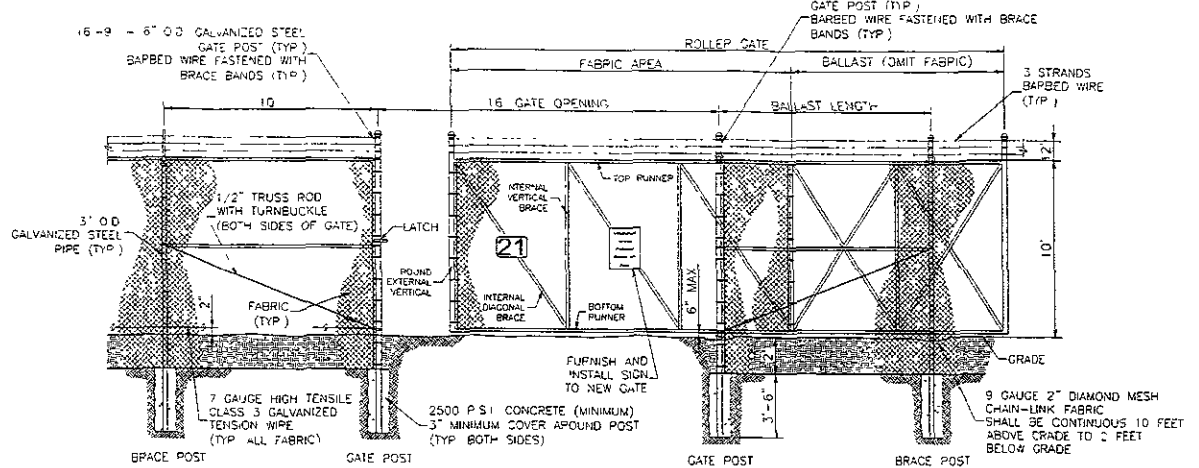 GATE POST (TYP)
BARBED WIRE FASTENED WITH BRACE
BANDS (TYP)
6" O.D. GALVANIZED STEEL
GATE POST (TYP)
BARBED WIRE FASTENED WITH
BRACE BANDS (TYP)
ROLLER GATE
FABRIC AREA
BALLAST (OMIT FABRIC)
3 STRANDS
BARBED WIRE
(TYP)
10
16 GATE OPENING
BALLAST LENGTH
TOP RUNNER
1/2" TRUSS ROD
WITH TURNBUCKLE
(BOTH SIDES OF GATE)
INTERNAL
VERTICAL
BRACE
3" O.D.
GALVANIZED STEEL
PIPE (TYP)
LATCH
21
10'
EXTERNAL
VERTICAL
6" MAX
INTERNAL
DIAGONAL
BRACE
FABRIC
(TYP)
BOTTOM
RUNNER
GRADE
FURNISH AND
INSTALL SIGN
TO NEW GATE
7 GAUGE HIGH TENSILE
CLASS 3 GALVANIZED
TENSION WIRE
(TYP ALL FABRIC)
2500 P.S.I. CONCRETE (MINIMUM)
3" MINIMUM COVER AROUND POST
(TYP BOTH SIDES)
3'-6"
9 GAUGE 2" DIAMOND MESH
CHAIN-LINK FABRIC
SHALL BE CONTINUOUS 10 FEET
ABOVE GRADE TO 2 FEET
BELOW GRADE
BRACE POST
GATE POST
GATE POST
BRACE POST